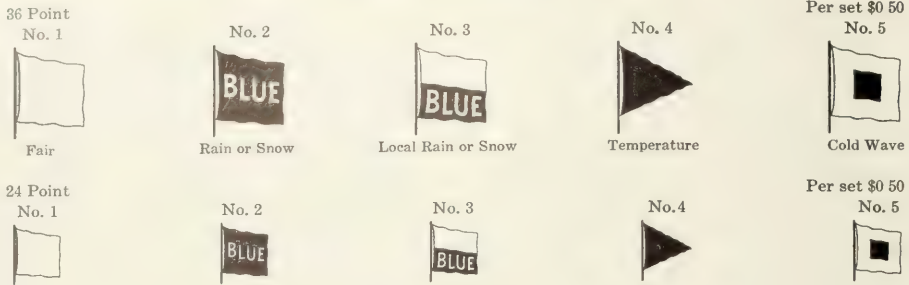 36 Point
Per set $0 50
No. 1
No. 2
No. 3
No. 4
No. 5
BLUE
BLUE
Fair
Rain or Snow
Local Rain or Snow
Temperature
Cold Wave
24 Point
Per set $0 50
No. 1
No. 2
No. 3
No. 4
No. 5
BLUE
BLUE